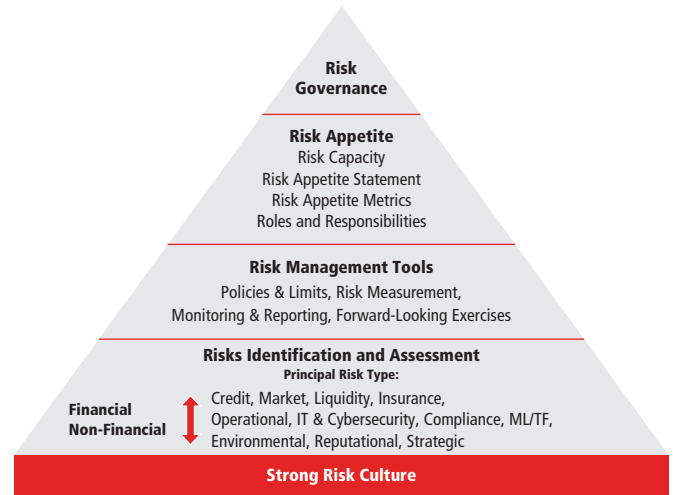 Risk
Governance
Risk Appetite
Risk Capacity
Risk Appetite Statement
Risk Appetite Metrics
Roles and Responsibilities
Risk Management Tools
Policies & Limits, Risk Measurement,
Monitoring & Reporting, Forward-Looking Exercises
Risks Identification and Assessment
Principal Risk Type:
Financial
Non-Financial
Credit, Market, Liquidity, Insurance,
Operational, IT & Cybersecurity, Compliance, ML/TF,
Environmental, Reputational, Strategic
Strong Risk Culture